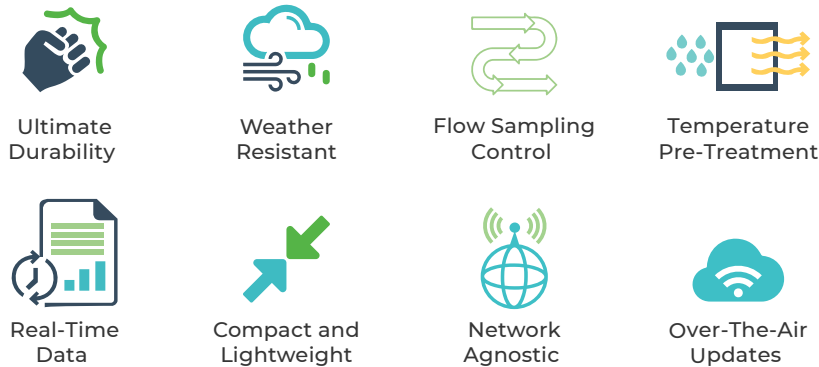 Ultimate
Durability
Weather
Resistant
Flow Sampling
Control
Temperature
Pre-Treatment
Real-Time
Data
Compact and
Lightweight
Network
Agnostic
Over-The-Air
Updates